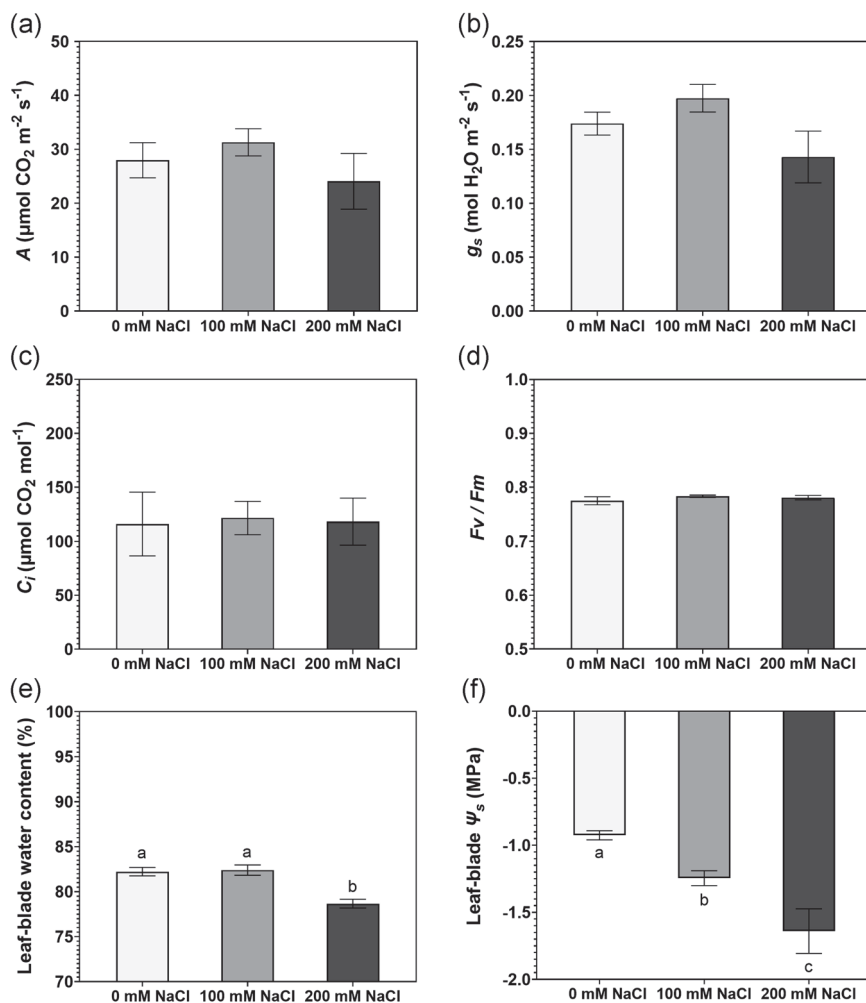 (a)
A (µmol CO₂ m⁻² s⁻¹)
50
40
30
20
10
0
0 mM NaCl 100 mM NaCl 200 mM NaCl
(b)
gₛ (mol H₂O m⁻² s⁻¹)
0.25
0.20
0.15
0.10
0.05
0.00
0 mM NaCl 100 mM NaCl 200 mM NaCl
(c)
Cᵢ (µmol CO₂ mol⁻¹)
250
200
150
100
50
0
0 mM NaCl 100 mM NaCl 200 mM NaCl
(d)
Fv / Fm
1.0
0.9
0.8
0.7
0.6
0.5
0 mM NaCl 100 mM NaCl 200 mM NaCl
(e)
Leaf-blade water content (%)
100
95
90
85
80
75
70
a a b
0 mM NaCl 100 mM NaCl 200 mM NaCl
(f)
Leaf-blade Ψₛ (MPa)
0.0
-0.5
-1.0
-1.5
-2.0
a
b
c
0 mM NaCl 100 mM NaCl 200 mM NaCl